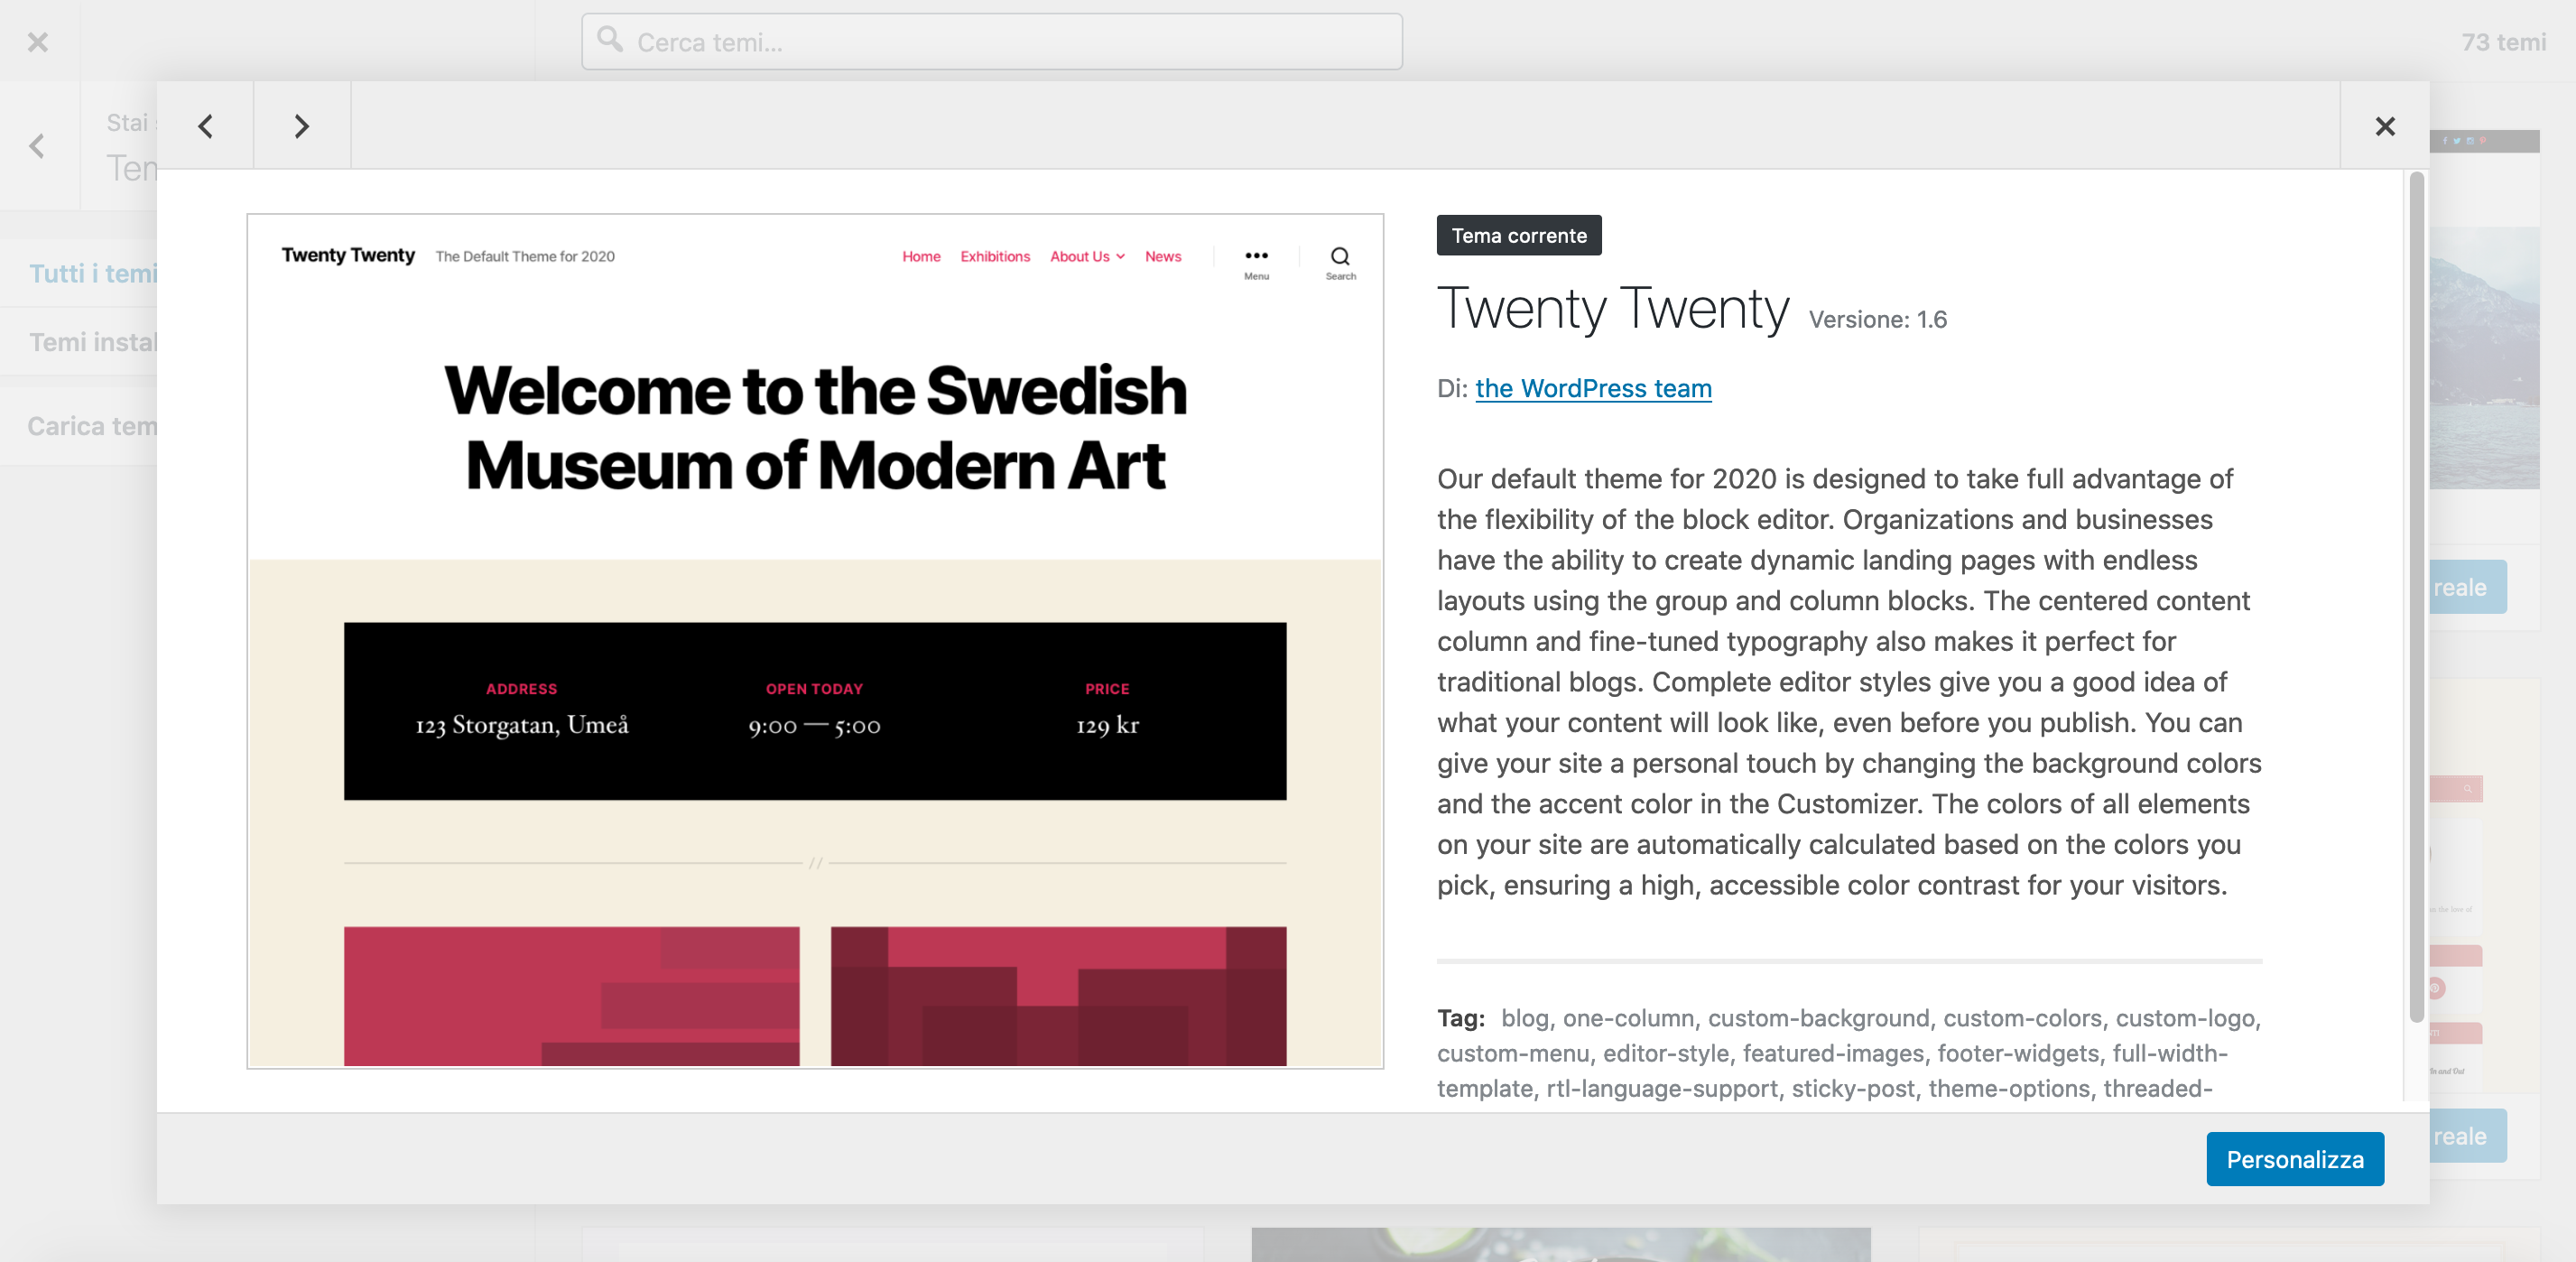 Cerca temi...
73 temi
Stai
Tutti i temi
Carica
Twenty Twenty The Default Theme for 2020 Home Exhibitions About Us News Menu Search
Welcome to the Swedish
Museum of Modern Art
ADDRESS OPEN TODAY PRICE
123 Storgatan, Umeå 9:00 — 5:00 129 kr
Tema corrente
Twenty Twenty Versione: 1.6
Di: the WordPress team
Our default theme for 2020 is designed to take full advantage of
the flexibility of the block editor. Organizations and businesses
have the ability to create dynamic landing pages with endless
layouts using the group and column blocks. The centered content
column and fine-tuned typography also makes it perfect for
traditional blogs. Complete editor styles give you a good idea of
what your content will look like, even before you publish. You can
give your site a personal touch by changing the background colors
and the accent color in the Customizer. The colors of all elements
on your site are automatically calculated based on the colors you
pick, ensuring a high, accessible color contrast for your visitors.
Tag: blog, one-column, custom-background, custom-colors, custom-logo,
custom-menu, editor-style, featured-images, footer-widgets, full-width-
template, rtl-language-support, sticky-post, theme-options, threaded-
Personalizza
reale
the love of
In and Out
reale